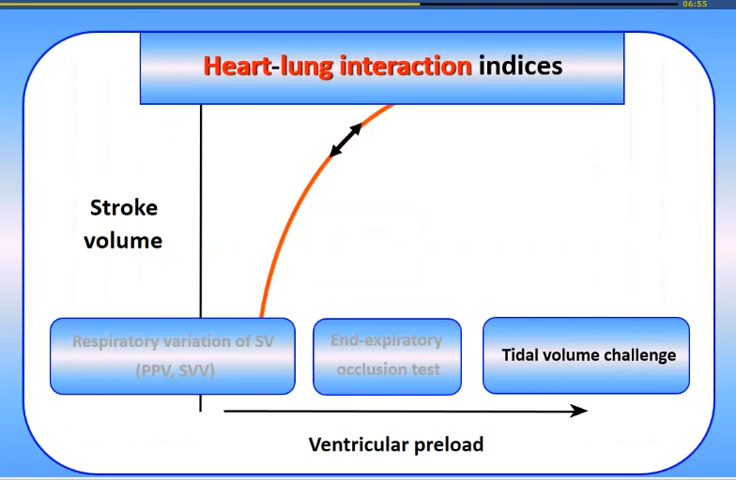 06:55
Heart-lung interaction indices
Stroke
volume
Respiratory variation of SV
(PPV, SVV)
End-expiratory
occlusion test
Tidal volume challenge
Ventricular preload